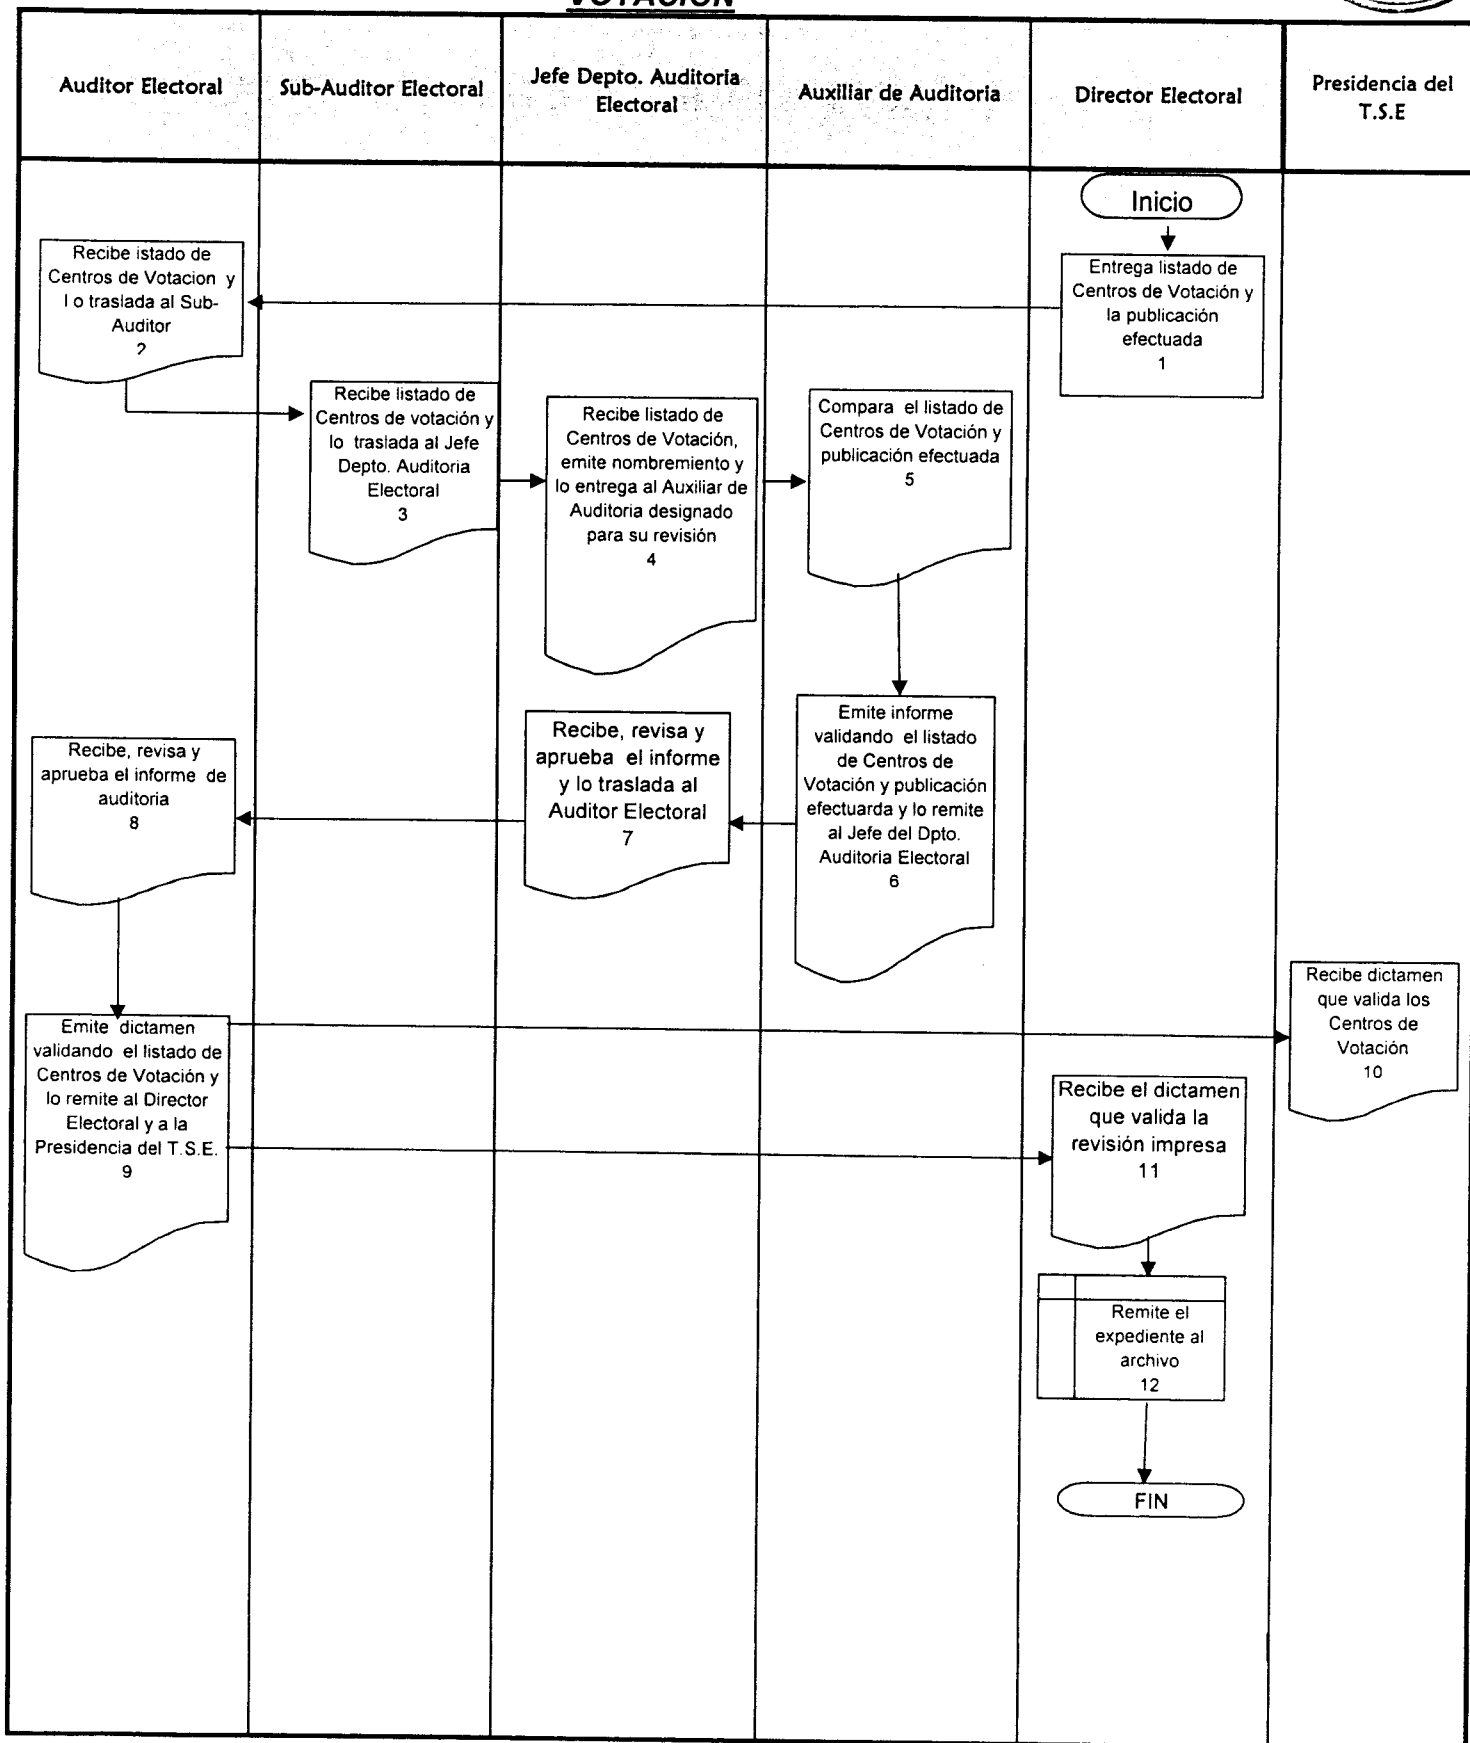 VOTACION
Auditor Electoral
Sub-Auditor Electoral
Jefe Depto. Auditoria
Electoral
Auxiliar de Auditoria
Director Electoral
Presidencia del
T.S.E
Inicio
Entrega listado de
Centros de Votación y
la publicación
efectuada
1
Recibe istado de
Centros de Votacion y
l o traslada al Sub-
Auditor
2
Recibe listado de
Centros de votación y
lo traslada al Jefe
Depto. Auditoria
Electoral
3
Recibe listado de
Centros de Votación,
emite nombremiento y
lo entrega al Auxiliar de
Auditoria designado
para su revisión
4
Compara el listado de
Centros de Votación y
publicación efectuada
5
Emite informe
validando el listado
de Centros de
Votación y publicación
efectuarda y lo remite
al Jefe del Dpto.
Auditoria Electoral
6
Recibe, revisa y
aprueba el informe
y lo traslada al
Auditor Electoral
7
Recibe, revisa y
aprueba el informe de
auditoria
8
Emite dictamen
validando el listado de
Centros de Votación y
lo remite al Director
Electoral y a la
Presidencia del T.S.E.
9
Recibe dictamen
que valida los
Centros de
Votación
10
Recibe el dictamen
que valida la
revisión impresa
11
Remite el
expediente al
archivo
12
FIN